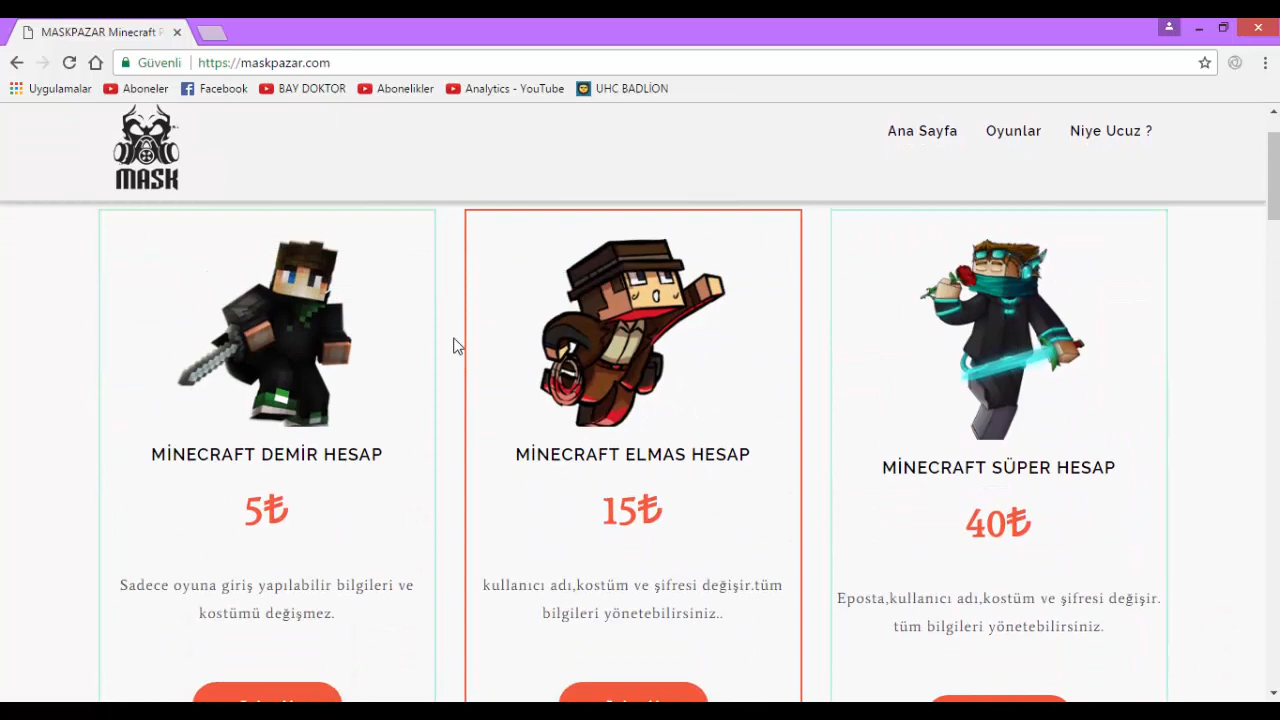 MASKPAZAR Minecraft
Güvenli https://maskpazar.com
Uygulamalar Aboneler Facebook BAY DOKTOR Abonelikler Analytics - YouTube UHC BADLİON
MASK
Ana Sayfa Oyunlar Niye Ucuz ?
MİNECRAFT DEMİR HESAP
5₺
Sadece oyuna giriş yapılabilir bilgileri ve
kostümü değişmez.
MİNECRAFT ELMAS HESAP
15₺
kullanıcı adı,kostüm ve şifresi değişir.tüm
bilgileri yönetebilirsiniz..
MİNECRAFT SÜPER HESAP
40₺
Eposta,kullanıcı adı,kostüm ve şifresi değişir.
tüm bilgileri yönetebilirsiniz.